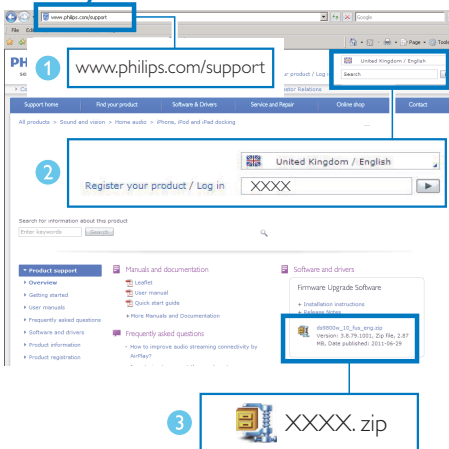 www.philips.com/support
Google
File
Page
Tools
1
www.philips.com/support
United Kingdom / English
Search
Support home
Find your product
Software & Drivers
Service and Repair
Online shop
Contact
All products > Sound and vision > Home audio > iPhone, iPod and iPad docking
2
United Kingdom / English
Register your product / Log in
XXXX
Search for information about this product
Enter keywords
Search
Product support
Overview
Getting started
User manuals
Frequently asked questions
Software and drivers
Product information
Product registration
Manuals and documentation
Leaflet
User manual
Quick start guide
+ More Manuals and Documentation
Frequently asked questions
- How to improve audio streaming connectivity by
AirPlay?
Software and drivers
Firmware Upgrade Software
+ Installation instructions
+ Release Notes
ds9800w_10_fus_eng.zip
Version: 3.8.79.1001, Zip file, 2.87
MB, Date published: 2011-06-29
3
XXXX. zip